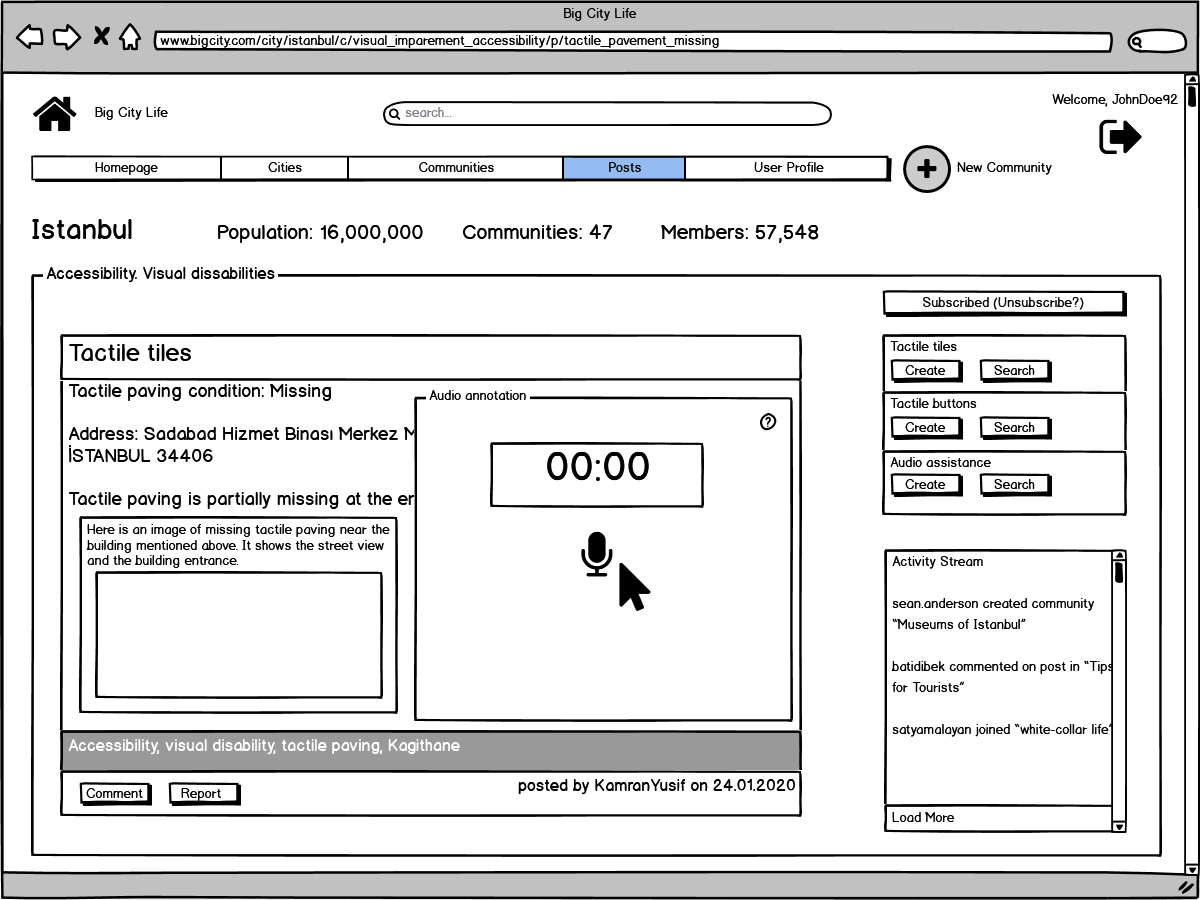 Big City Life
www.bigcity.com/city/istanbul/c/visual_imparement_accessibility/p/tactile_pavement_missing
Welcome, JohnDoe92
Big City Life
search...
Homepage
Cities
Communities
Posts
User Profile
New Community
Istanbul
Population: 16,000,000
Communities: 47
Members: 57,548
Accessibility. Visual dissabilities
Subscribed (Unsubscribe?)
Tactile tiles
Tactile paving condition: Missing
Address: Sadabad Hizmet Binası Merkez
İSTANBUL 34406
Tactile paving is partially missing at the
Here is an image of missing tactile paving near the
building mentioned above. It shows the street view
and the building entrance.
Audio annotation
?
00:00
Accessibility, visual disability, tactile paving, Kagithane
Comment
Report
posted by KamranYusif on 24.01.2020
Tactile tiles
Create
Search
Tactile buttons
Create
Search
Audio assistance
Create
Search
Activity Stream
sean.anderson created community
"Museums of Istanbul"
batidibek commented on post in "Tips
for Tourists"
satyamalayan joined "white-collar life"
Load More